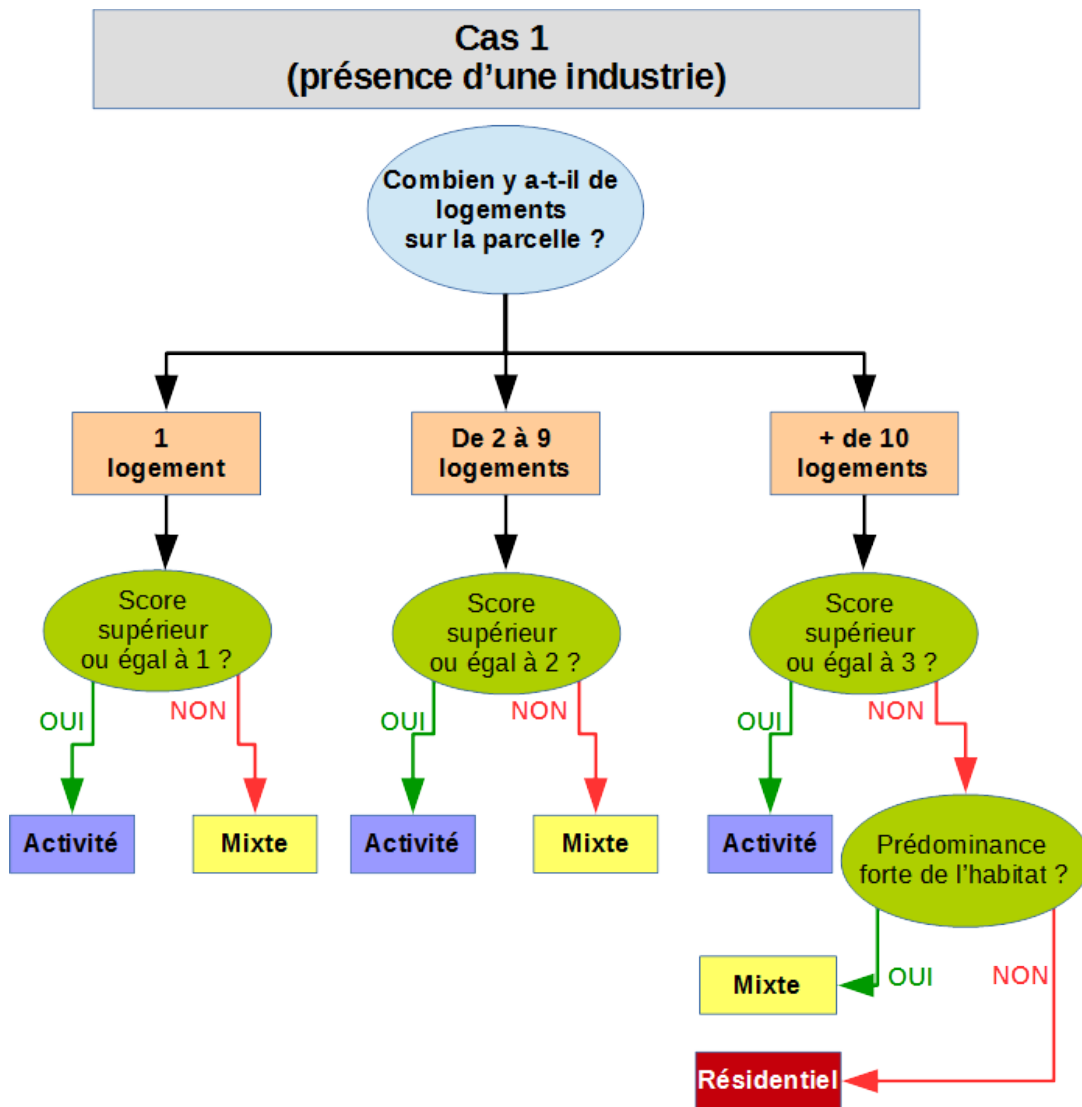 Cas 1
(présence d’une industrie)
Combien y a-t-il de
logements
sur la parcelle ?
1
logement
De 2 à 9
logements
+ de 10
logements
Score
supérieur
ou égal à 1 ?
Score
supérieur
ou égal à 2 ?
Score
supérieur
ou égal à 3 ?
OUI
NON
OUI
NON
OUI
NON
Activité
Mixte
Activité
Mixte
Activité
Prédominance
forte de l’habitat ?
Mixte
OUI
NON
Résidentiel